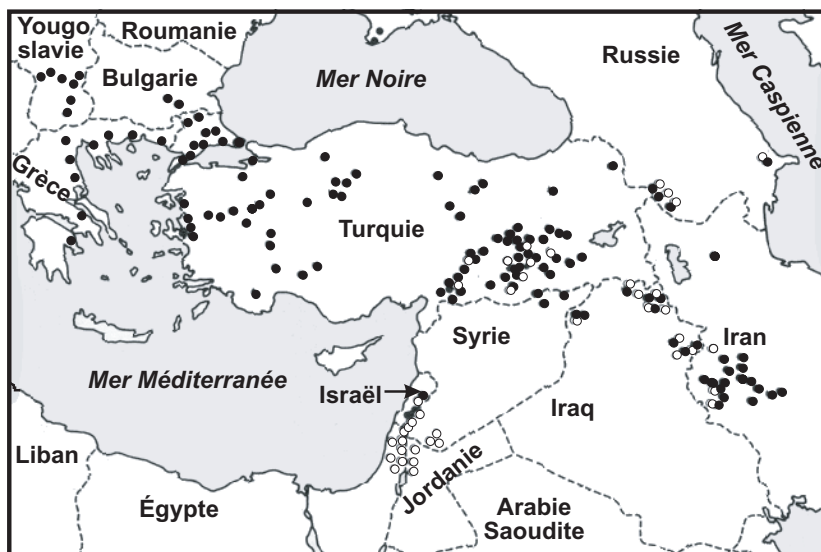 Yougo
slavie
Roumanie
Bulgarie
Mer Noire
Russie
Mer Caspienne
Grèce
Turquie
Syrie
Iran
Mer Méditerranée
Israël
Iraq
Liban
Jordanie
Égypte
Arabie
Saoudite